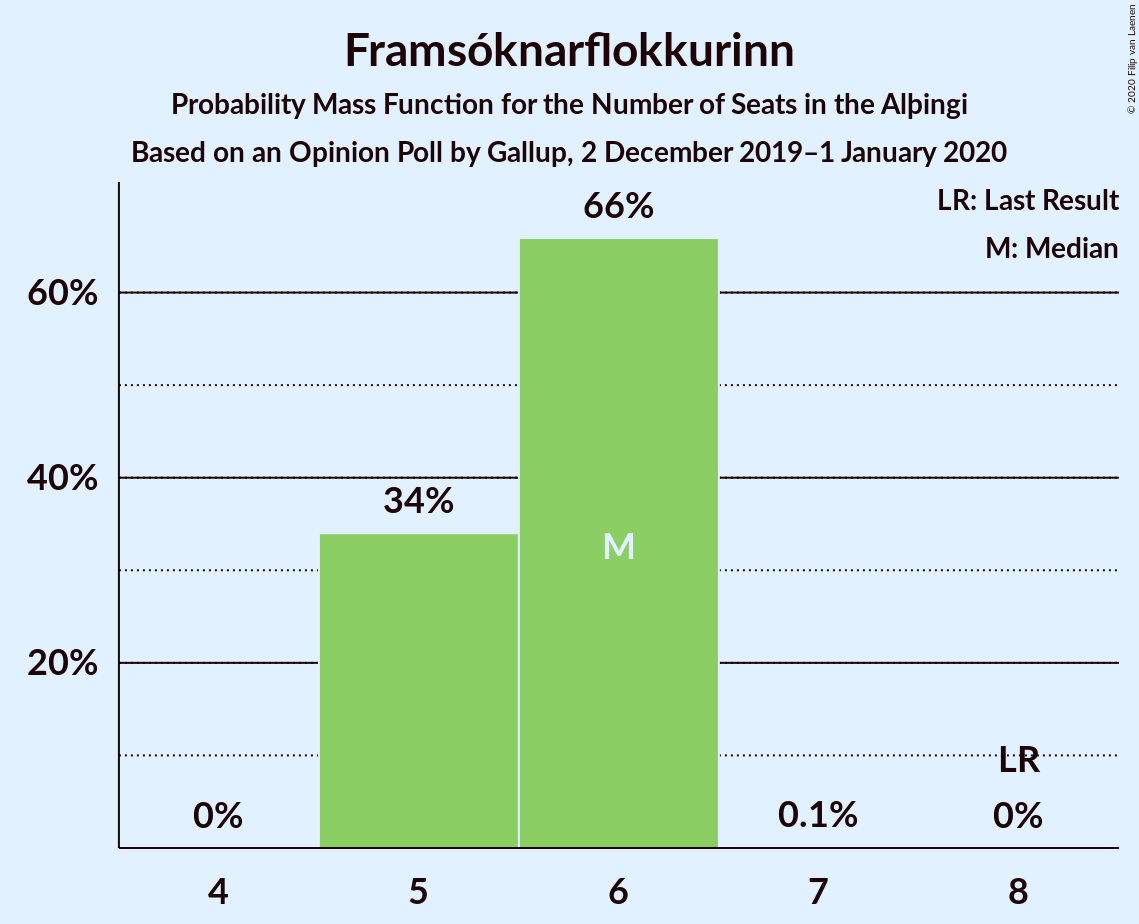 Framsóknarflokkurinn
Probability Mass Function for the Number of Seats in the Alþingi
Based on an Opinion Poll by Gallup, 2 December 2019–1 January 2020
© 2020 Filip van Laenen
LR: Last Result
M: Median
66%
60%
40%
34%
M
20%
LR
0%
0.1%
0%
4
5
6
7
8